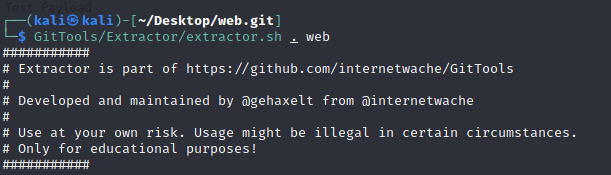 Test Payload
┌──(kali㉿kali)-[~/Desktop/web.git]
└─$ GitTools/Extractor/extractor.sh . web
###########
# Extractor is part of https://github.com/internetwache/GitTools
#
# Developed and maintained by @gehaxelt from @internetwache
#
# Use at your own risk. Usage might be illegal in certain circumstances.
# Only for educational purposes!
###########